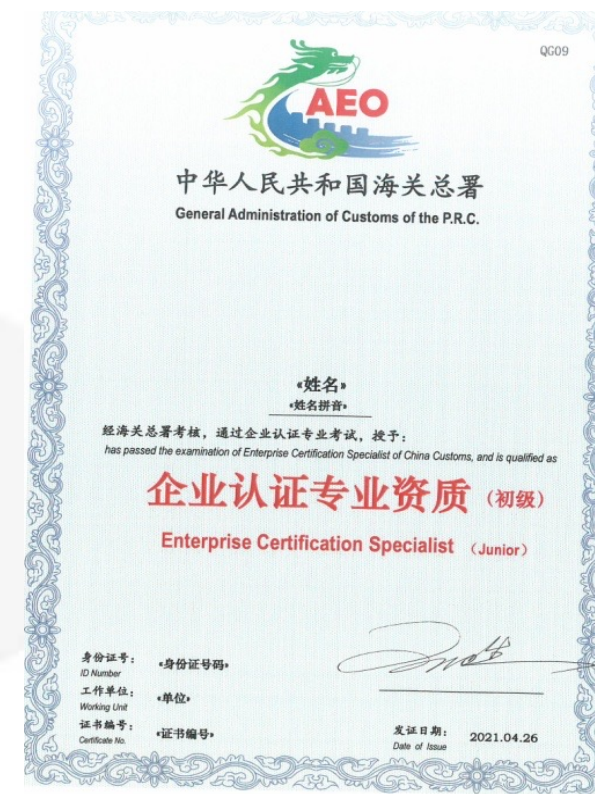 QG09
AEO
中华人民共和国海关总署
General Administration of Customs of the P.R.C.
«姓名»
«姓名拼音»
经海关总署考核，通过企业认证专业考试，授予：
has passed the examination of Enterprise Certification Specialist of China Customs, and is qualified as
企业认证专业资质（初级）
Enterprise Certification Specialist （Junior）
身份证号： «身份证号码»
ID Number
工作单位： «单位»
Working Unit
证书编号： «证书编号»
Certificate No.
发证日期： 2021.04.26
Date of Issue